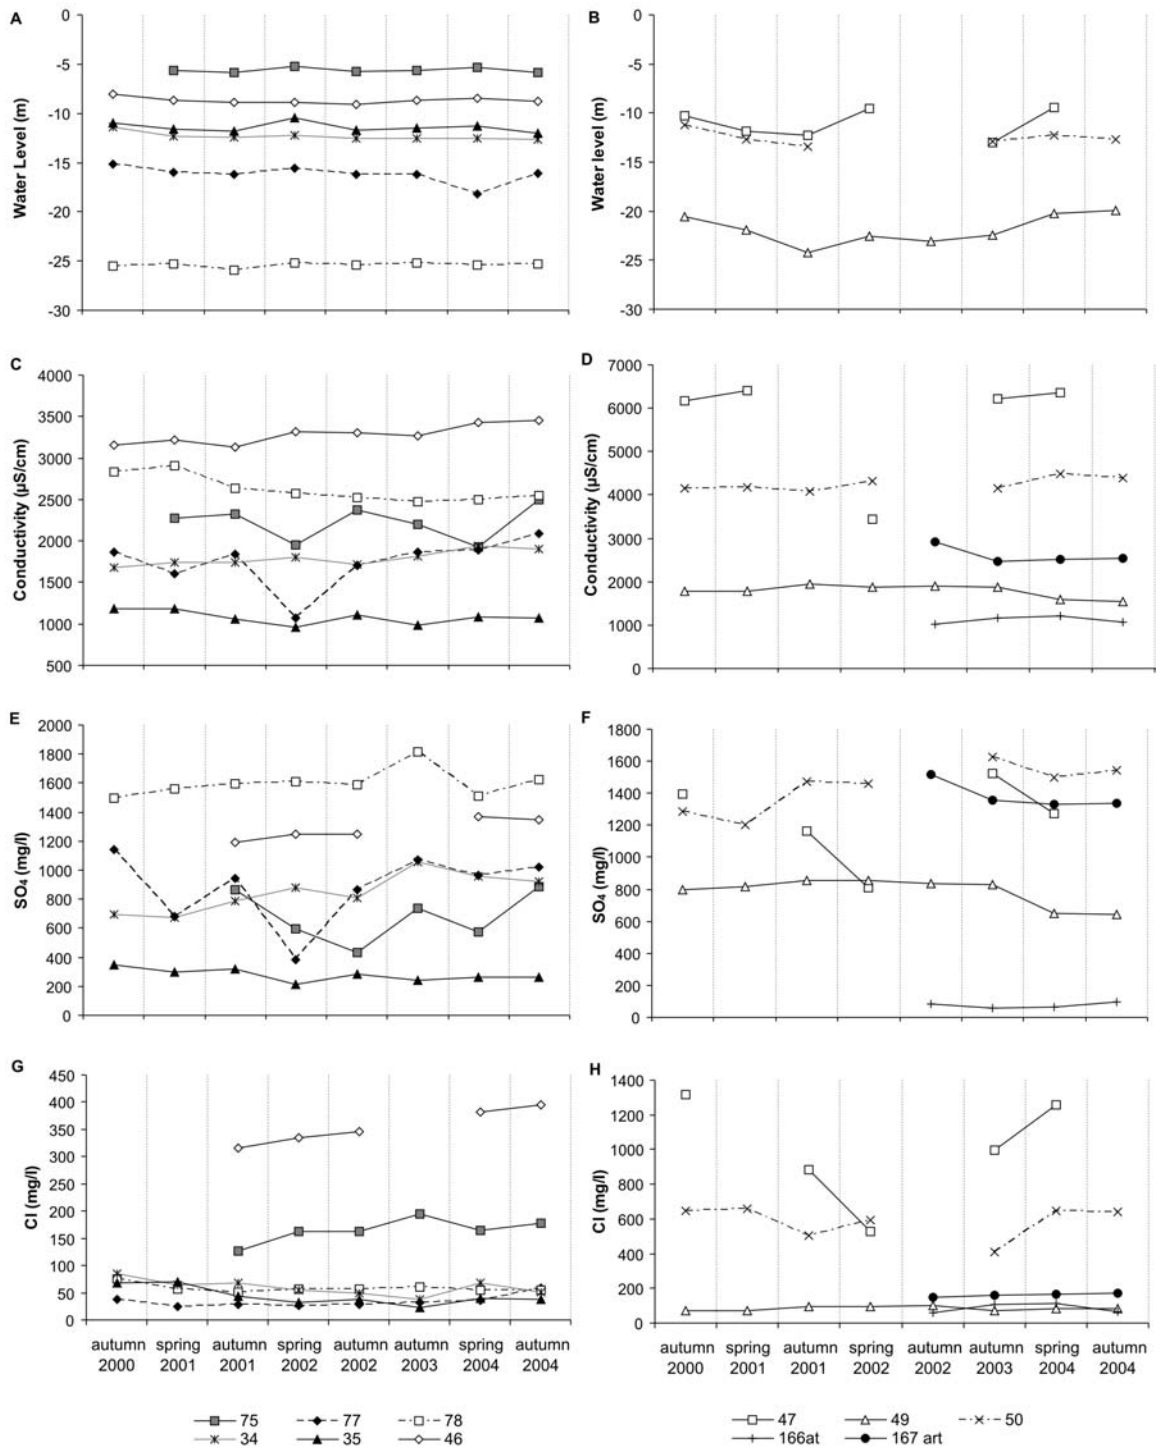 A
Water Level (m)
0
-5
-10
-15
-20
-25
-30
B
Water level (m)
0
-5
-10
-15
-20
-25
-30
C
Conductivity (µS/cm)
4000
3500
3000
2500
2000
1500
1000
500
D
Conductivity (µS/cm)
7000
6000
5000
4000
3000
2000
1000
0
E
SO₄ (mg/l)
2000
1800
1600
1400
1200
1000
800
600
400
200
0
F
SO₄ (mg/l)
1800
1600
1400
1200
1000
800
600
400
200
0
G
Cl (mg/l)
450
400
350
300
250
200
150
100
50
0
autumn spring autumn spring autumn autumn spring autumn
2000 2001 2001 2002 2002 2003 2004 2004
H
Cl (mg/l)
1400
1200
1000
800
600
400
200
0
autumn spring autumn spring autumn autumn spring autumn
2000 2001 2001 2002 2002 2003 2004 2004
75 77 78
34 35 46
47 49 50
166at 167 art